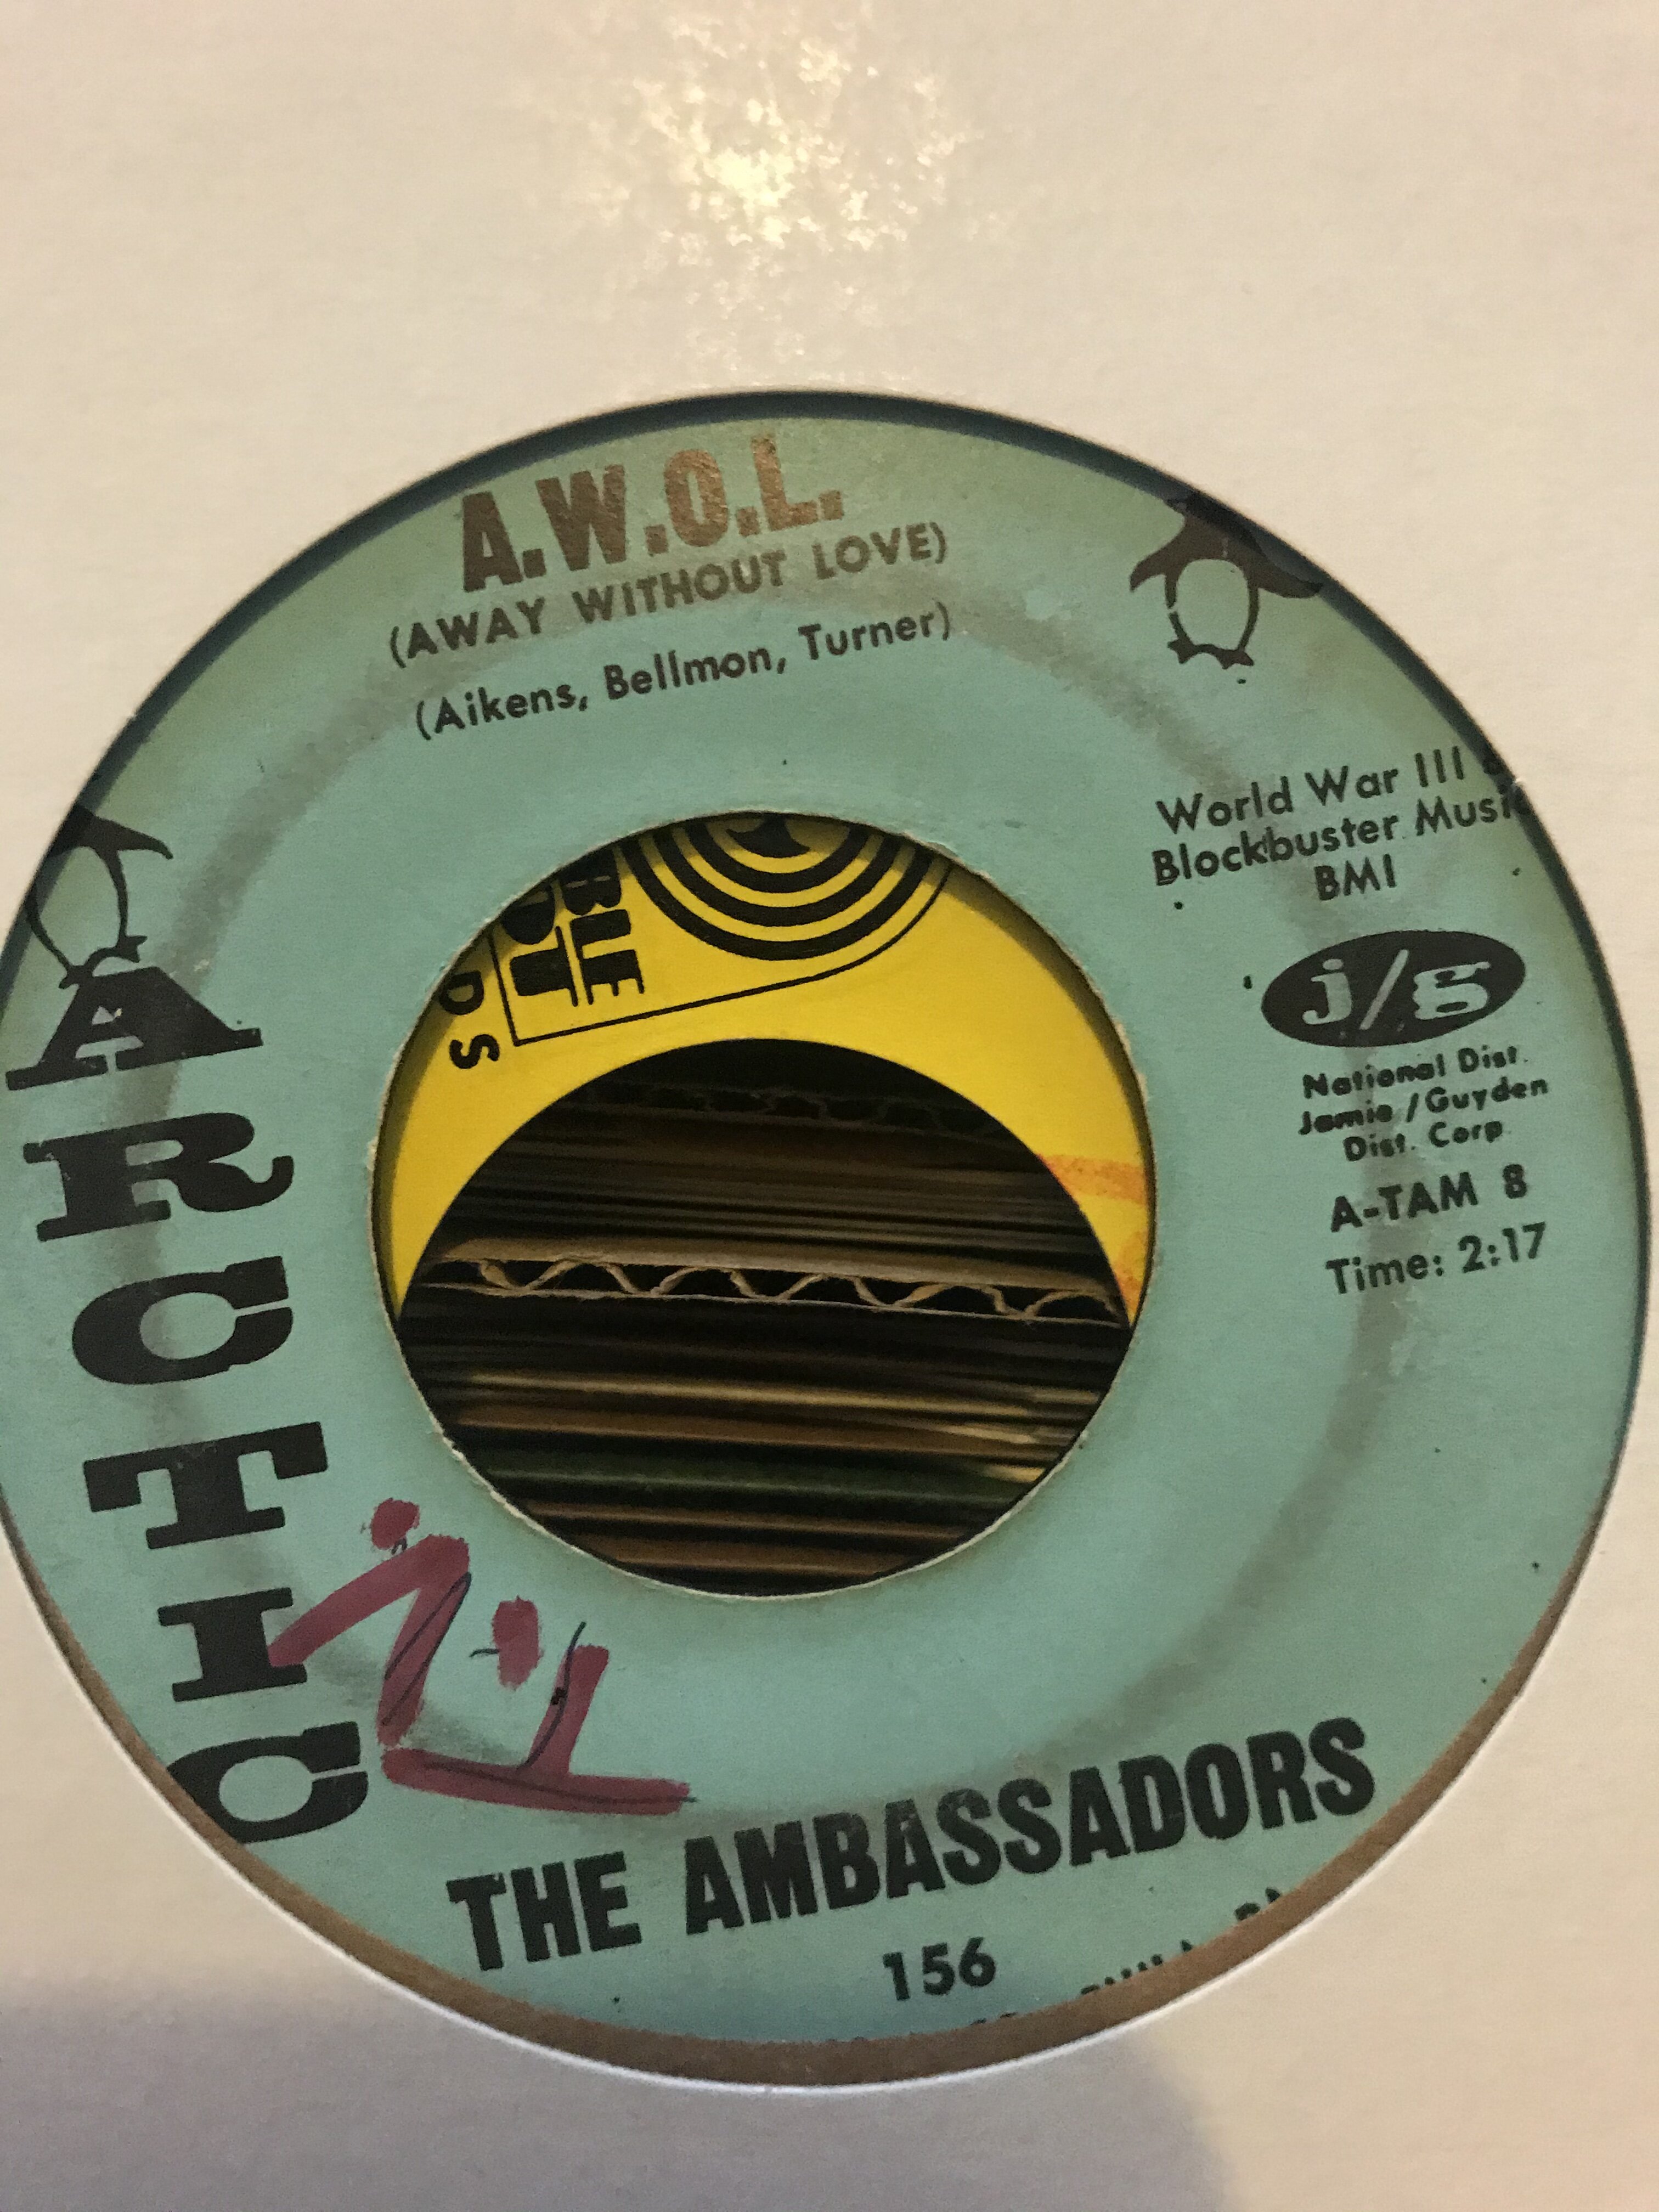 A.W.O.L.
(AWAY WITHOUT LOVE)
(Aikens, Bellmon, Turner)
World War III &
Blockbuster Music
BMI
j/g
National Dist.
Jamie/Guyden
Dist. Corp.
A-TAM 8
Time: 2:17
ARCTIC
THE AMBASSADORS
156